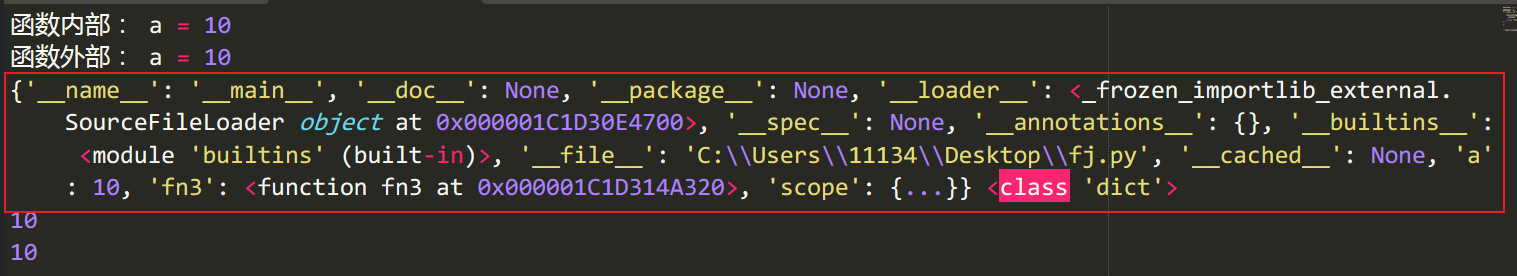 函数内部： a = 10
函数外部： a = 10
{'__name__': '__main__', '__doc__': None, '__package__': None, '__loader__': <_frozen_importlib_external.
SourceFileLoader object at 0x000001C1D30E4700>, '__spec__': None, '__annotations__': {}, '__builtins__':
<module 'builtins' (built-in)>, '__file__': 'C:\\Users\\11134\\Desktop\\fj.py', '__cached__': None, 'a'
: 10, 'fn3': <function fn3 at 0x000001C1D314A320>, 'scope': {...}} <class 'dict'>
10
10